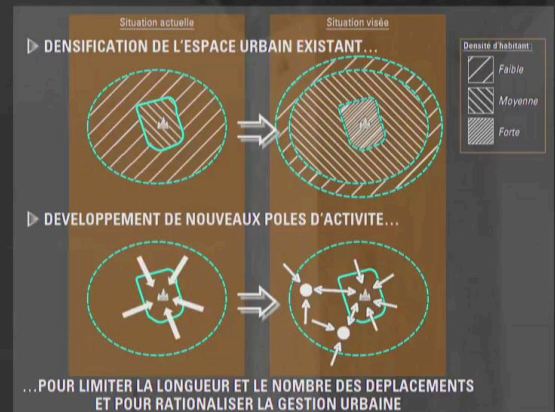 Situation actuelle
Situation visée
DENSIFICATION DE L'ESPACE URBAIN EXISTANT...
Densité d'habitant :
Faible
Moyenne
Forte
DEVELOPPEMENT DE NOUVEAUX POLES D'ACTIVITE...
...POUR LIMITER LA LONGUEUR ET LE NOMBRE DES DEPLACEMENTS
ET POUR RATIONALISER LA GESTION URBAINE